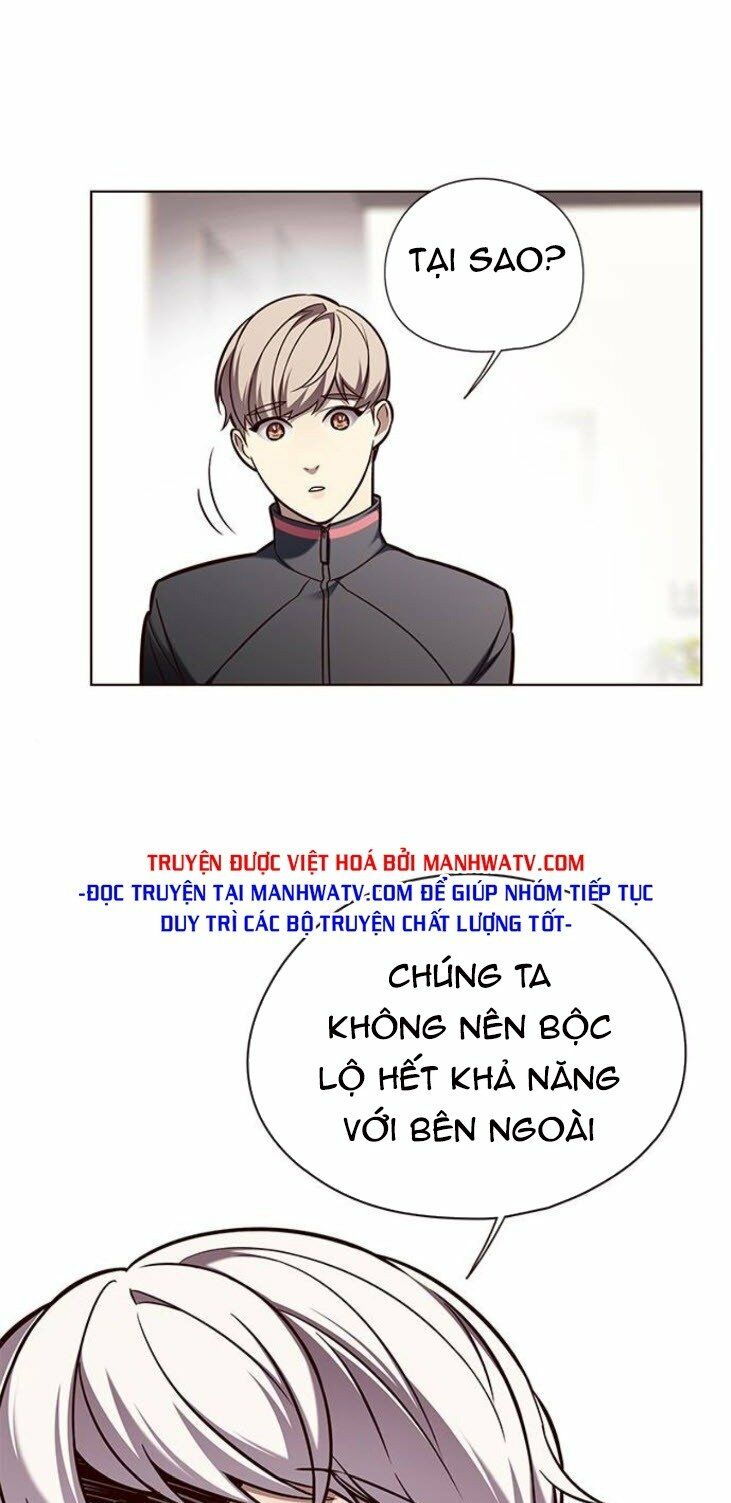 TẠI SAO?
TRUYỆN ĐƯỢC VIỆT HOÁ BỞI MANHWATV.COM
-ĐỌC TRUYỆN TẠI MANHWATV.COM ĐỂ GIÚP NHÓM TIẾP TỤC
DUY TRÌ CÁC BỘ TRUYỆN CHẤT LƯỢNG TỐT-
CHÚNG TA
KHÔNG NÊN BỘC
LỘ HẾT KHẢ NĂNG
VỚI BÊN NGOÀI